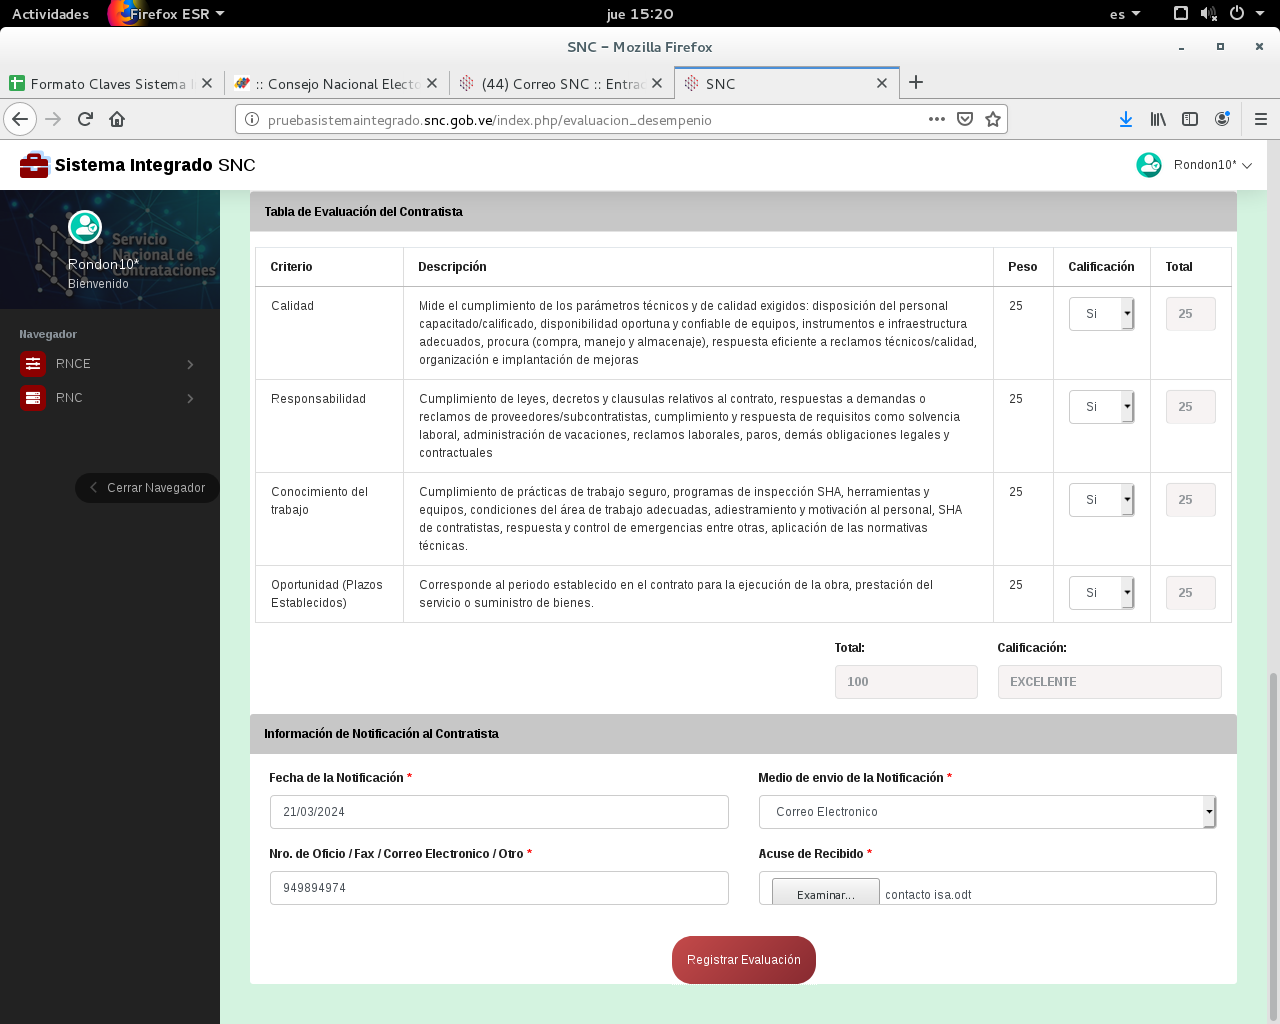 Actividades
Firefox ESR
jue 15:20
es
SNC – Mozilla Firefox
Formato Claves Sistema
:: Consejo Nacional Electo
(44) Correo SNC :: Entrac
SNC
pruebasistemaintegrado.snc.gob.ve/index.php/evaluacion_desempenio
Sistema Integrado SNC
Rondon10*
Servicio
Nacional de
Contrataciones
Rondon10*
Bienvenido
Navegador
RNCE
RNC
Cerrar Navegador
Tabla de Evaluación del Contratista
Criterio Descripción Peso Calificación Total
Calidad
Mide el cumplimiento de los parámetros técnicos y de calidad exigidos: disposición del personal
capacitado/calificado, disponibilidad oportuna y confiable de equipos, instrumentos e infraestructura
adecuados, procura (compra, manejo y almacenaje), respuesta eficiente a reclamos técnicos/calidad,
organización e implantación de mejoras
25 Si 25
Responsabilidad
Cumplimiento de leyes, decretos y clausulas relativos al contrato, respuestas a demandas o
reclamos de proveedores/subcontratistas, cumplimiento y respuesta de requisitos como solvencia
laboral, administración de vacaciones, reclamos laborales, paros, demás obligaciones legales y
contractuales
25 Si 25
Conocimiento del
trabajo
Cumplimiento de prácticas de trabajo seguro, programas de inspección SHA, herramientas y
equipos, condiciones del área de trabajo adecuadas, adiestramiento y motivación al personal, SHA
de contratistas, respuesta y control de emergencias entre otras, aplicación de las normativas
técnicas.
25 Si 25
Oportunidad (Plazos
Establecidos)
Corresponde al periodo establecido en el contrato para la ejecución de la obra, prestación del
servicio o suministro de bienes.
25 Si 25
Total: Calificación:
100 EXCELENTE
Información de Notificación al Contratista
Fecha de la Notificación * Medio de envio de la Notificación *
21/03/2024 Correo Electronico
Nro. de Oficio / Fax / Correo Electronico / Otro * Acuse de Recibido *
949894974 Examinar... contacto isa.odt
Registrar Evaluación